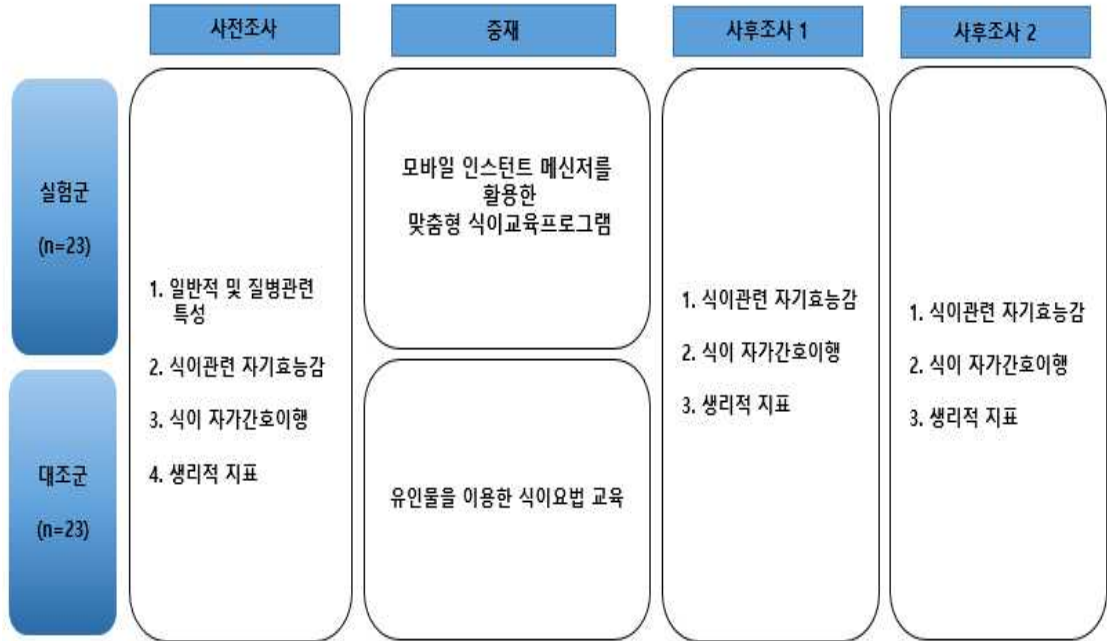 사전조사
중재
사후조사 1
사후조사 2
실험군
(n=23)
대조군
(n=23)
1. 일반적 및 질병관련
특성
2. 식이관련 자기효능감
3. 식이 자가간호이행
4. 생리적 지표
모바일 인스턴트 메신저를
활용한
맞춤형 식이교육프로그램
유인물을 이용한 식이요법 교육
1. 식이관련 자기효능감
2. 식이 자가간호이행
3. 생리적 지표
1. 식이관련 자기효능감
2. 식이 자가간호이행
3. 생리적 지표